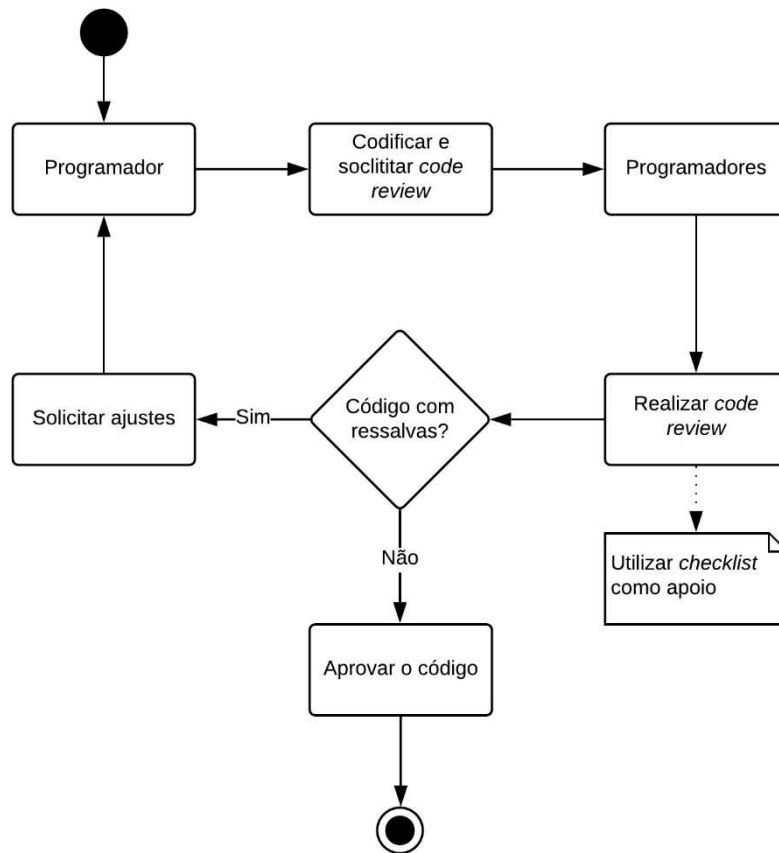 Programador
Codificar e
soclititar code
review
Programadores
Solicitar ajustes
Sim
Código com
ressalvas?
Realizar code
review
Não
Utilizar checklist
como apoio
Aprovar o código